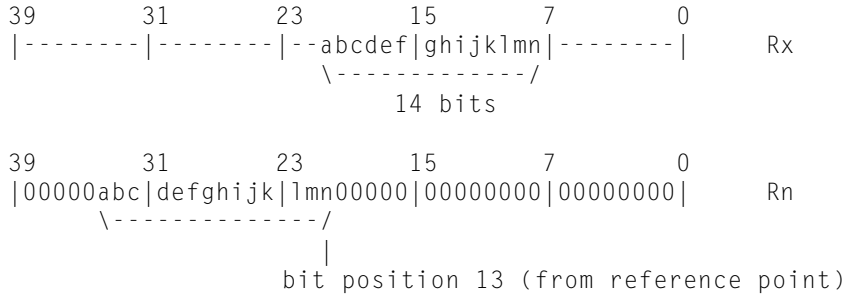 39 31 23 15 7 0
|--------|--------|--abcdef|ghijklmn|--------| Rx
\-------------/
14 bits
39 31 23 15 7 0
|00000abc|defghijk|lmn00000|00000000|00000000| Rn
\--------------/
|
bit position 13 (from reference point)